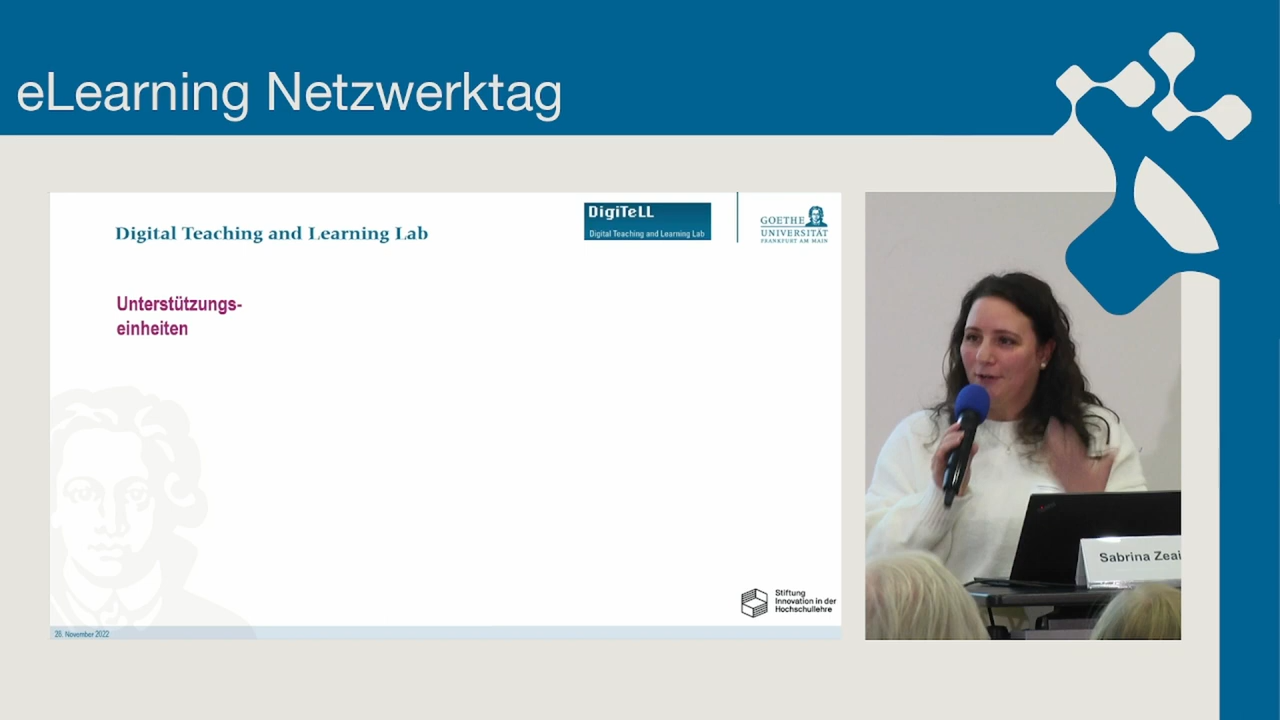 eLearning Netzwerktag
Digital Teaching and Learning Lab
DigiTeLL
Digital Teaching and Learning Lab
GOETHE
UNIVERSITÄT
FRANKFURT AM MAIN
Unterstützungs-
einheiten
Stiftung
Innovation in der
Hochschullehre
28. November 2022
Sabrina Zeai